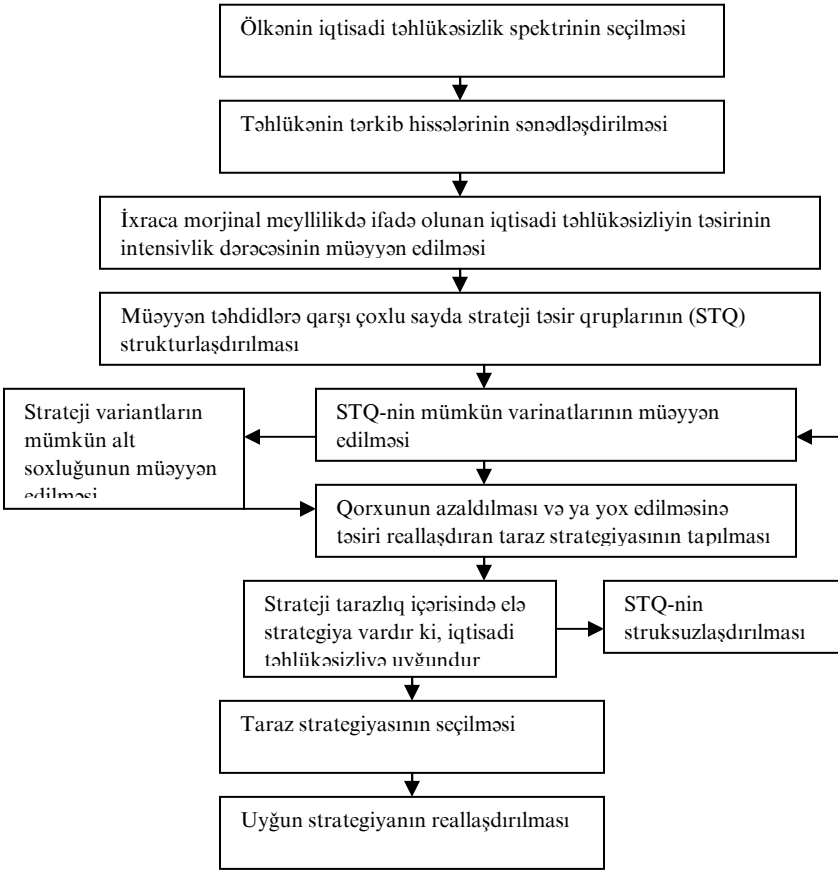 Ölkənin iqtisadi təhlükəsizlik spektrinin seçilməsi
Təhlükənin tərkib hissələrinin sənədləşdirilməsi
İxraca morjinal meyllilikdə ifadə olunan iqtisadi təhlükəsizliyin təsirinin
intensivlik dərəcəsinin müəyyən edilməsi
Müəyyən təhdidlərə qarşı çoxlu sayda strateji təsir qruplarının (STQ)
strukturlaşdırılması
Strateji variantların
mümkün alt
soxluğunun müəyyən
edilməsi
STQ-nin mümkün varinatlarının müəyyən
edilməsi
Qorxunun azaldılması və ya yox edilməsinə
təsiri reallaşdıran taraz strategiyasının tapılması
Strateji tarazlıq içərisində elə
strategiya vardır ki, iqtisadi
təhlükəsizliyə uyğundur
STQ-nin
struksuzlaşdırılması
Taraz strategiyasının seçilməsi
Uyğun strategiyanın reallaşdırılması